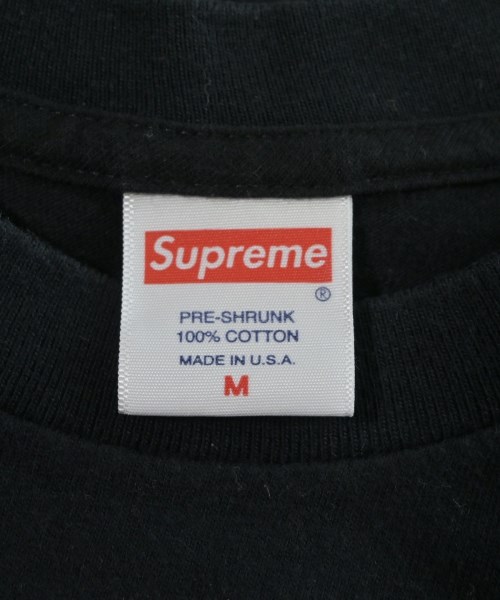 Supreme
®
PRE-SHRUNK
100% COTTON
MADE IN U.S.A.
M